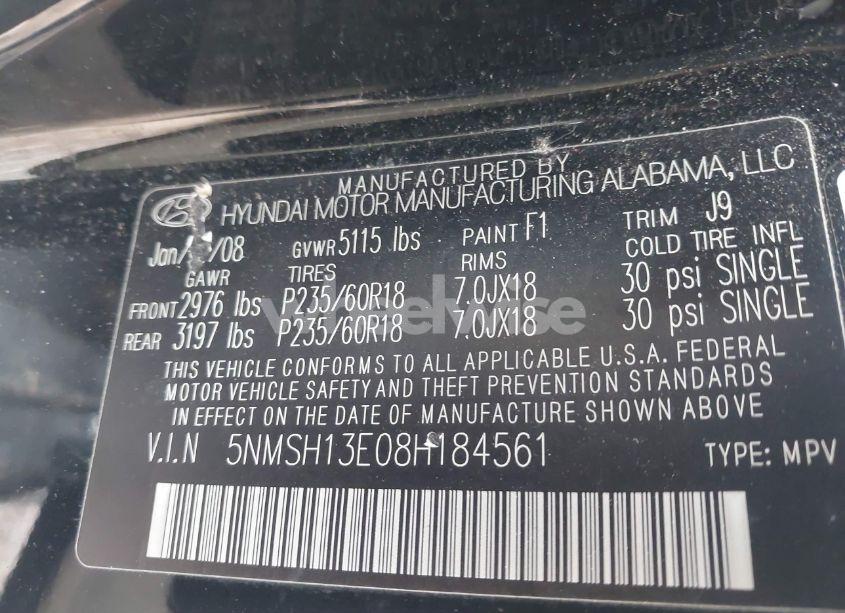 MANUFACTURED BY
HYUNDAI MOTOR MANUFACTURING ALABAMA, LLC
Jan/ /08 GVWR 5115 lbs PAINT F1 TRIM J9
GAWR TIRES RIMS COLD TIRE INFL
FRONT 2976 lbs P235/60R18 7.0JX18 30 psi SINGLE
REAR 3197 lbs P235/60R18 7.0JX18 30 psi SINGLE
THIS VEHICLE CONFORMS TO ALL APPLICABLE U.S.A. FEDERAL
MOTOR VEHICLE SAFETY AND THEFT PREVENTION STANDARDS
IN EFFECT ON THE DATE OF MANUFACTURE SHOWN ABOVE
V.I.N 5NMSH13E08H184561 TYPE: MPV